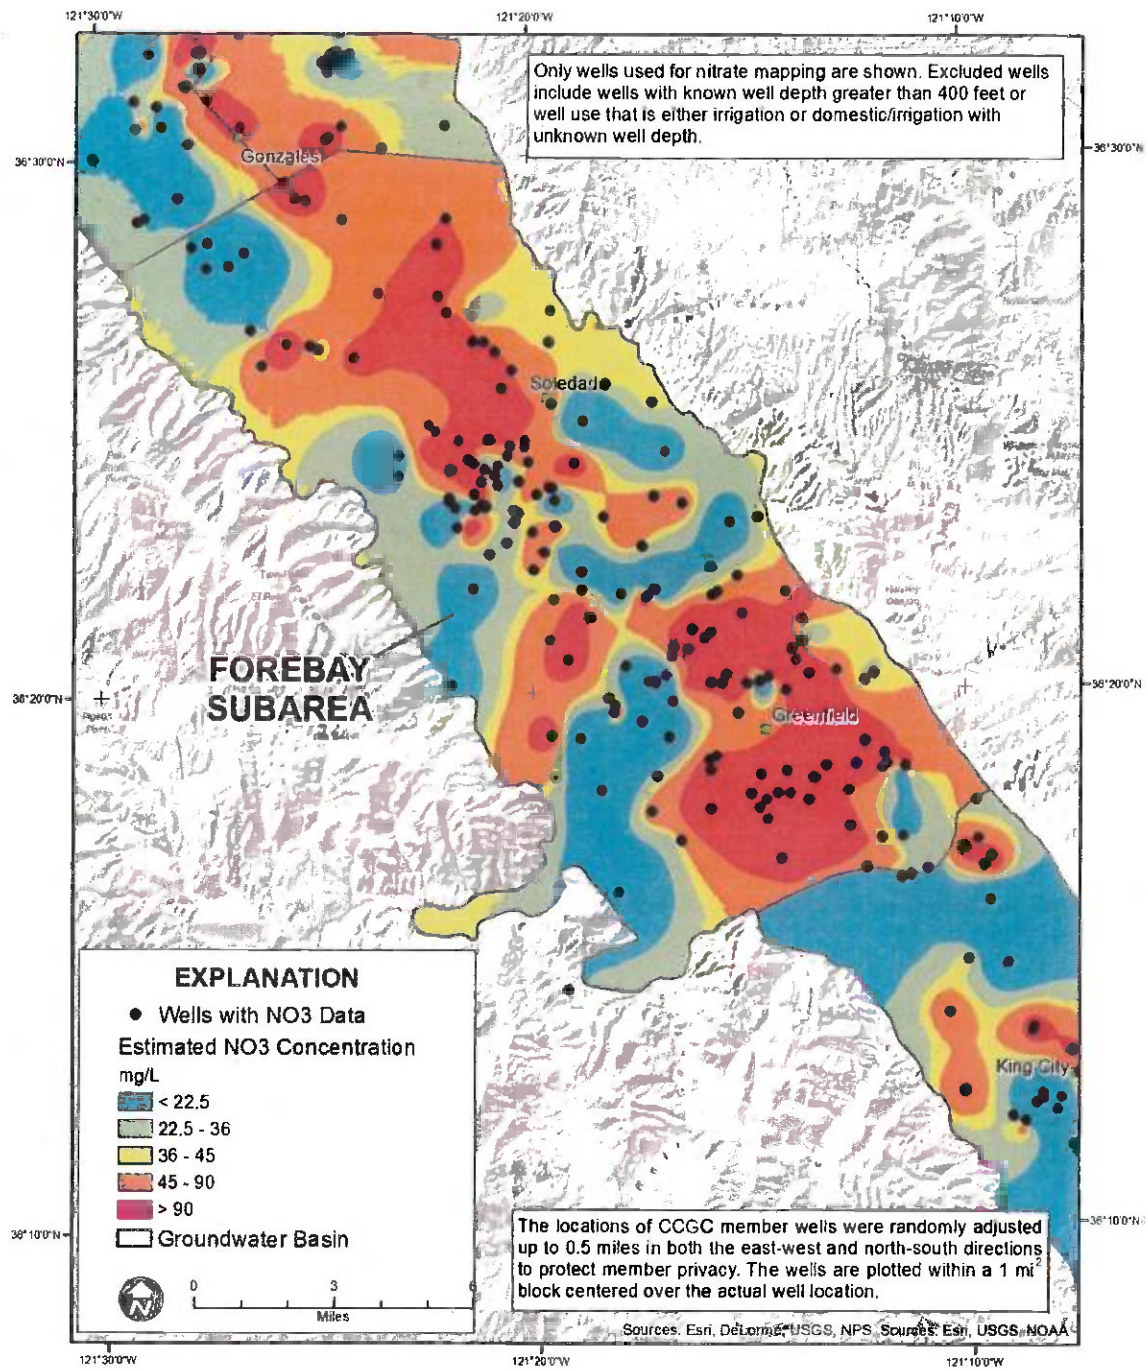 121°30'0"W 121°20'0"W 121°10'0"W
Only wells used for nitrate mapping are shown. Excluded wells
include wells with known well depth greater than 400 feet or
well use that is either irrigation or domestic/irrigation with
unknown well depth.
36°30'0"N 36°30'0"N
Gonzales
Soledad
FOREBAY
SUBAREA
36°20'0"N 36°20'0"N
Greenfield
King City
EXPLANATION
Wells with NO3 Data
Estimated NO3 Concentration
mg/L
< 22.5
22.5 - 36
36 - 45
45 - 90
> 90
Groundwater Basin
N
0 3 6
Miles
36°10'0"N 36°10'0"N
The locations of CCGC member wells were randomly adjusted
up to 0.5 miles in both the east-west and north-south directions
to protect member privacy. The wells are plotted within a 1 mi²
block centered over the actual well location.
Sources: Esri, DeLorme, USGS, NPS, Sources: Esri, USGS, NOAA
121°30'0"W 121°20'0"W 121°10'0"W